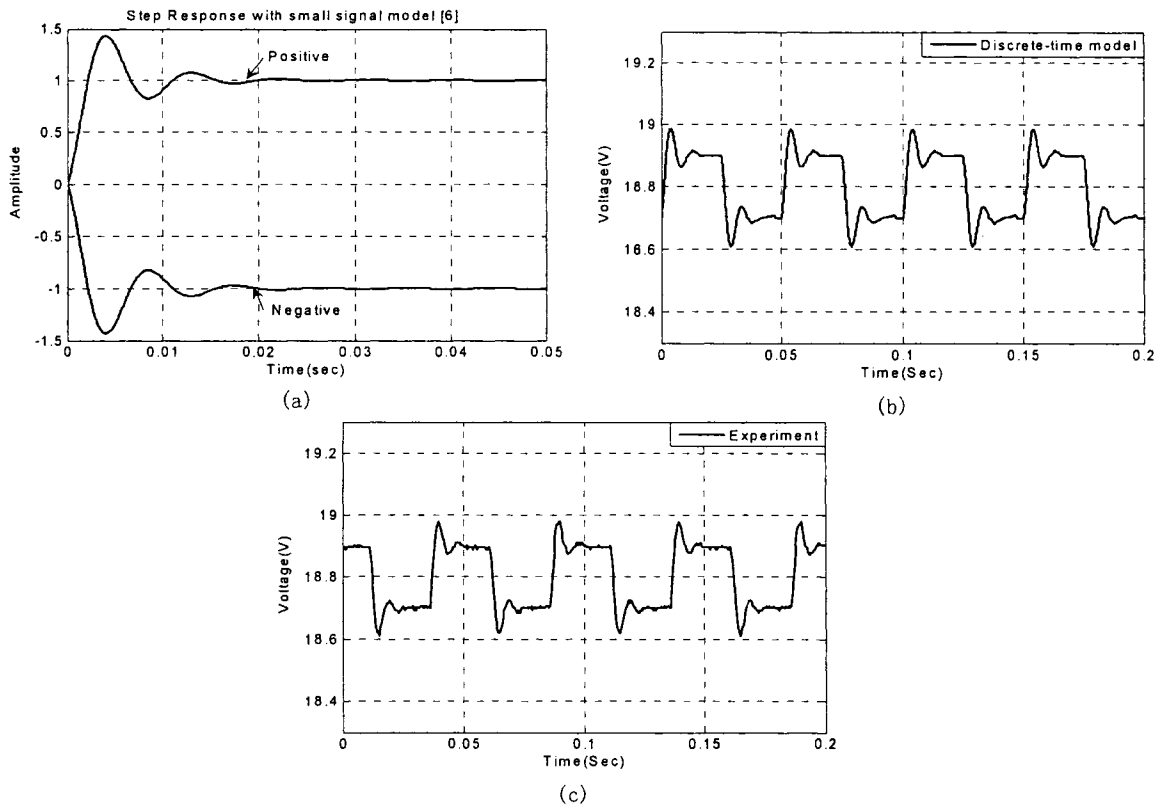 Step Response with small signal model [6]
1.5
1
0.5
0
-0.5
-1
-1.5
Amplitude
Positive
Negative
0
0.01
0.02
0.03
0.04
0.05
Time(sec)
(a)
Discrete-time model
19.2
19
18.8
16.6
18.4
Voltage(V)
0
0.05
0.1
0.15
0.2
Time(Sec)
(b)
Experiment
19.2
19
18.8
18.6
18.4
Voltage(V)
0
0.05
0.1
0.15
0.2
Time(Sec)
(c)